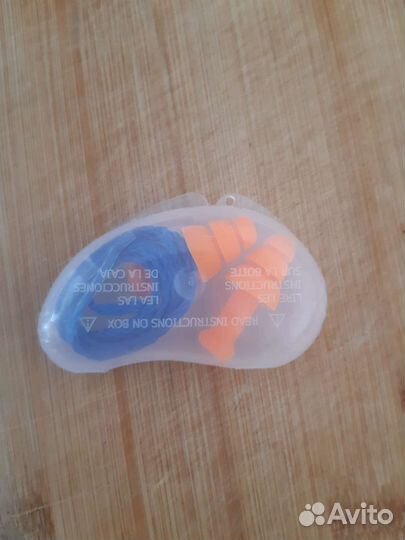 ⚠ READ INSTRUCTIONS ON BOX ⚠
LIRE LES
INSTRUCTIONS
SUR LA BOITE
LEA LAS
INSTRUCCIONES
DE LA CAJA
Avito